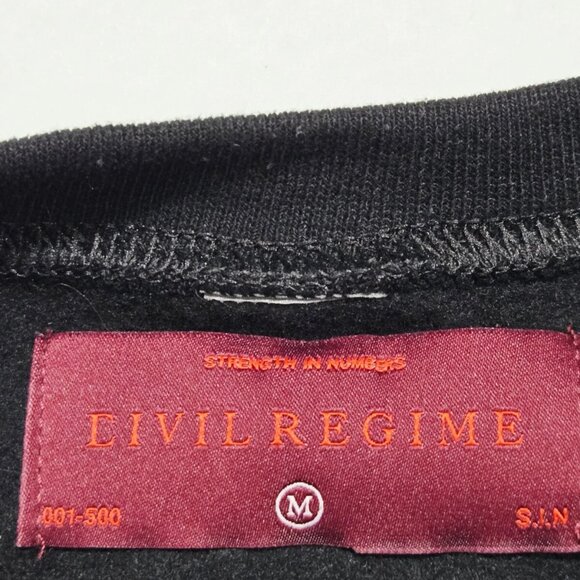 STRENGTH IN NUMBERS
CIVIL REGIME
M
001-500 S.I.N